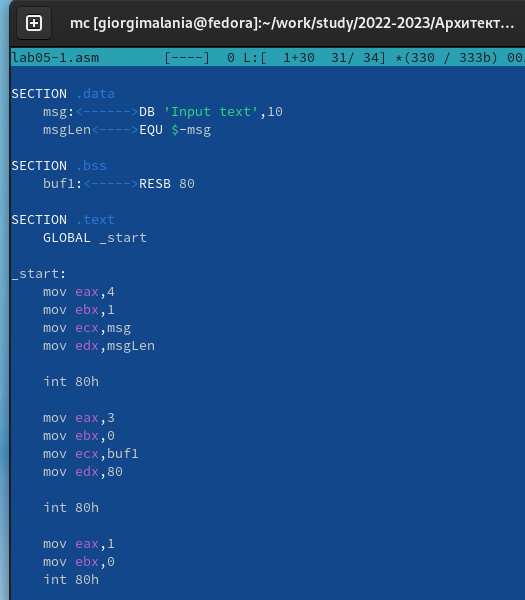 mc [giorgimalania@fedora]:~/work/study/2022-2023/Архитект...
lab05-1.asm [----] 0 L:[ 1+30 31/ 34] *(330 / 333b) 00
SECTION .data
msg:<------>DB 'Input text',10
msgLen<---->EQU $-msg
SECTION .bss
buf1:<----->RESB 80
SECTION .text
GLOBAL _start
_start:
mov eax,4
mov ebx,1
mov ecx,msg
mov edx,msgLen
int 80h
mov eax,3
mov ebx,0
mov ecx,buf1
mov edx,80
int 80h
mov eax,1
mov ebx,0
int 80h